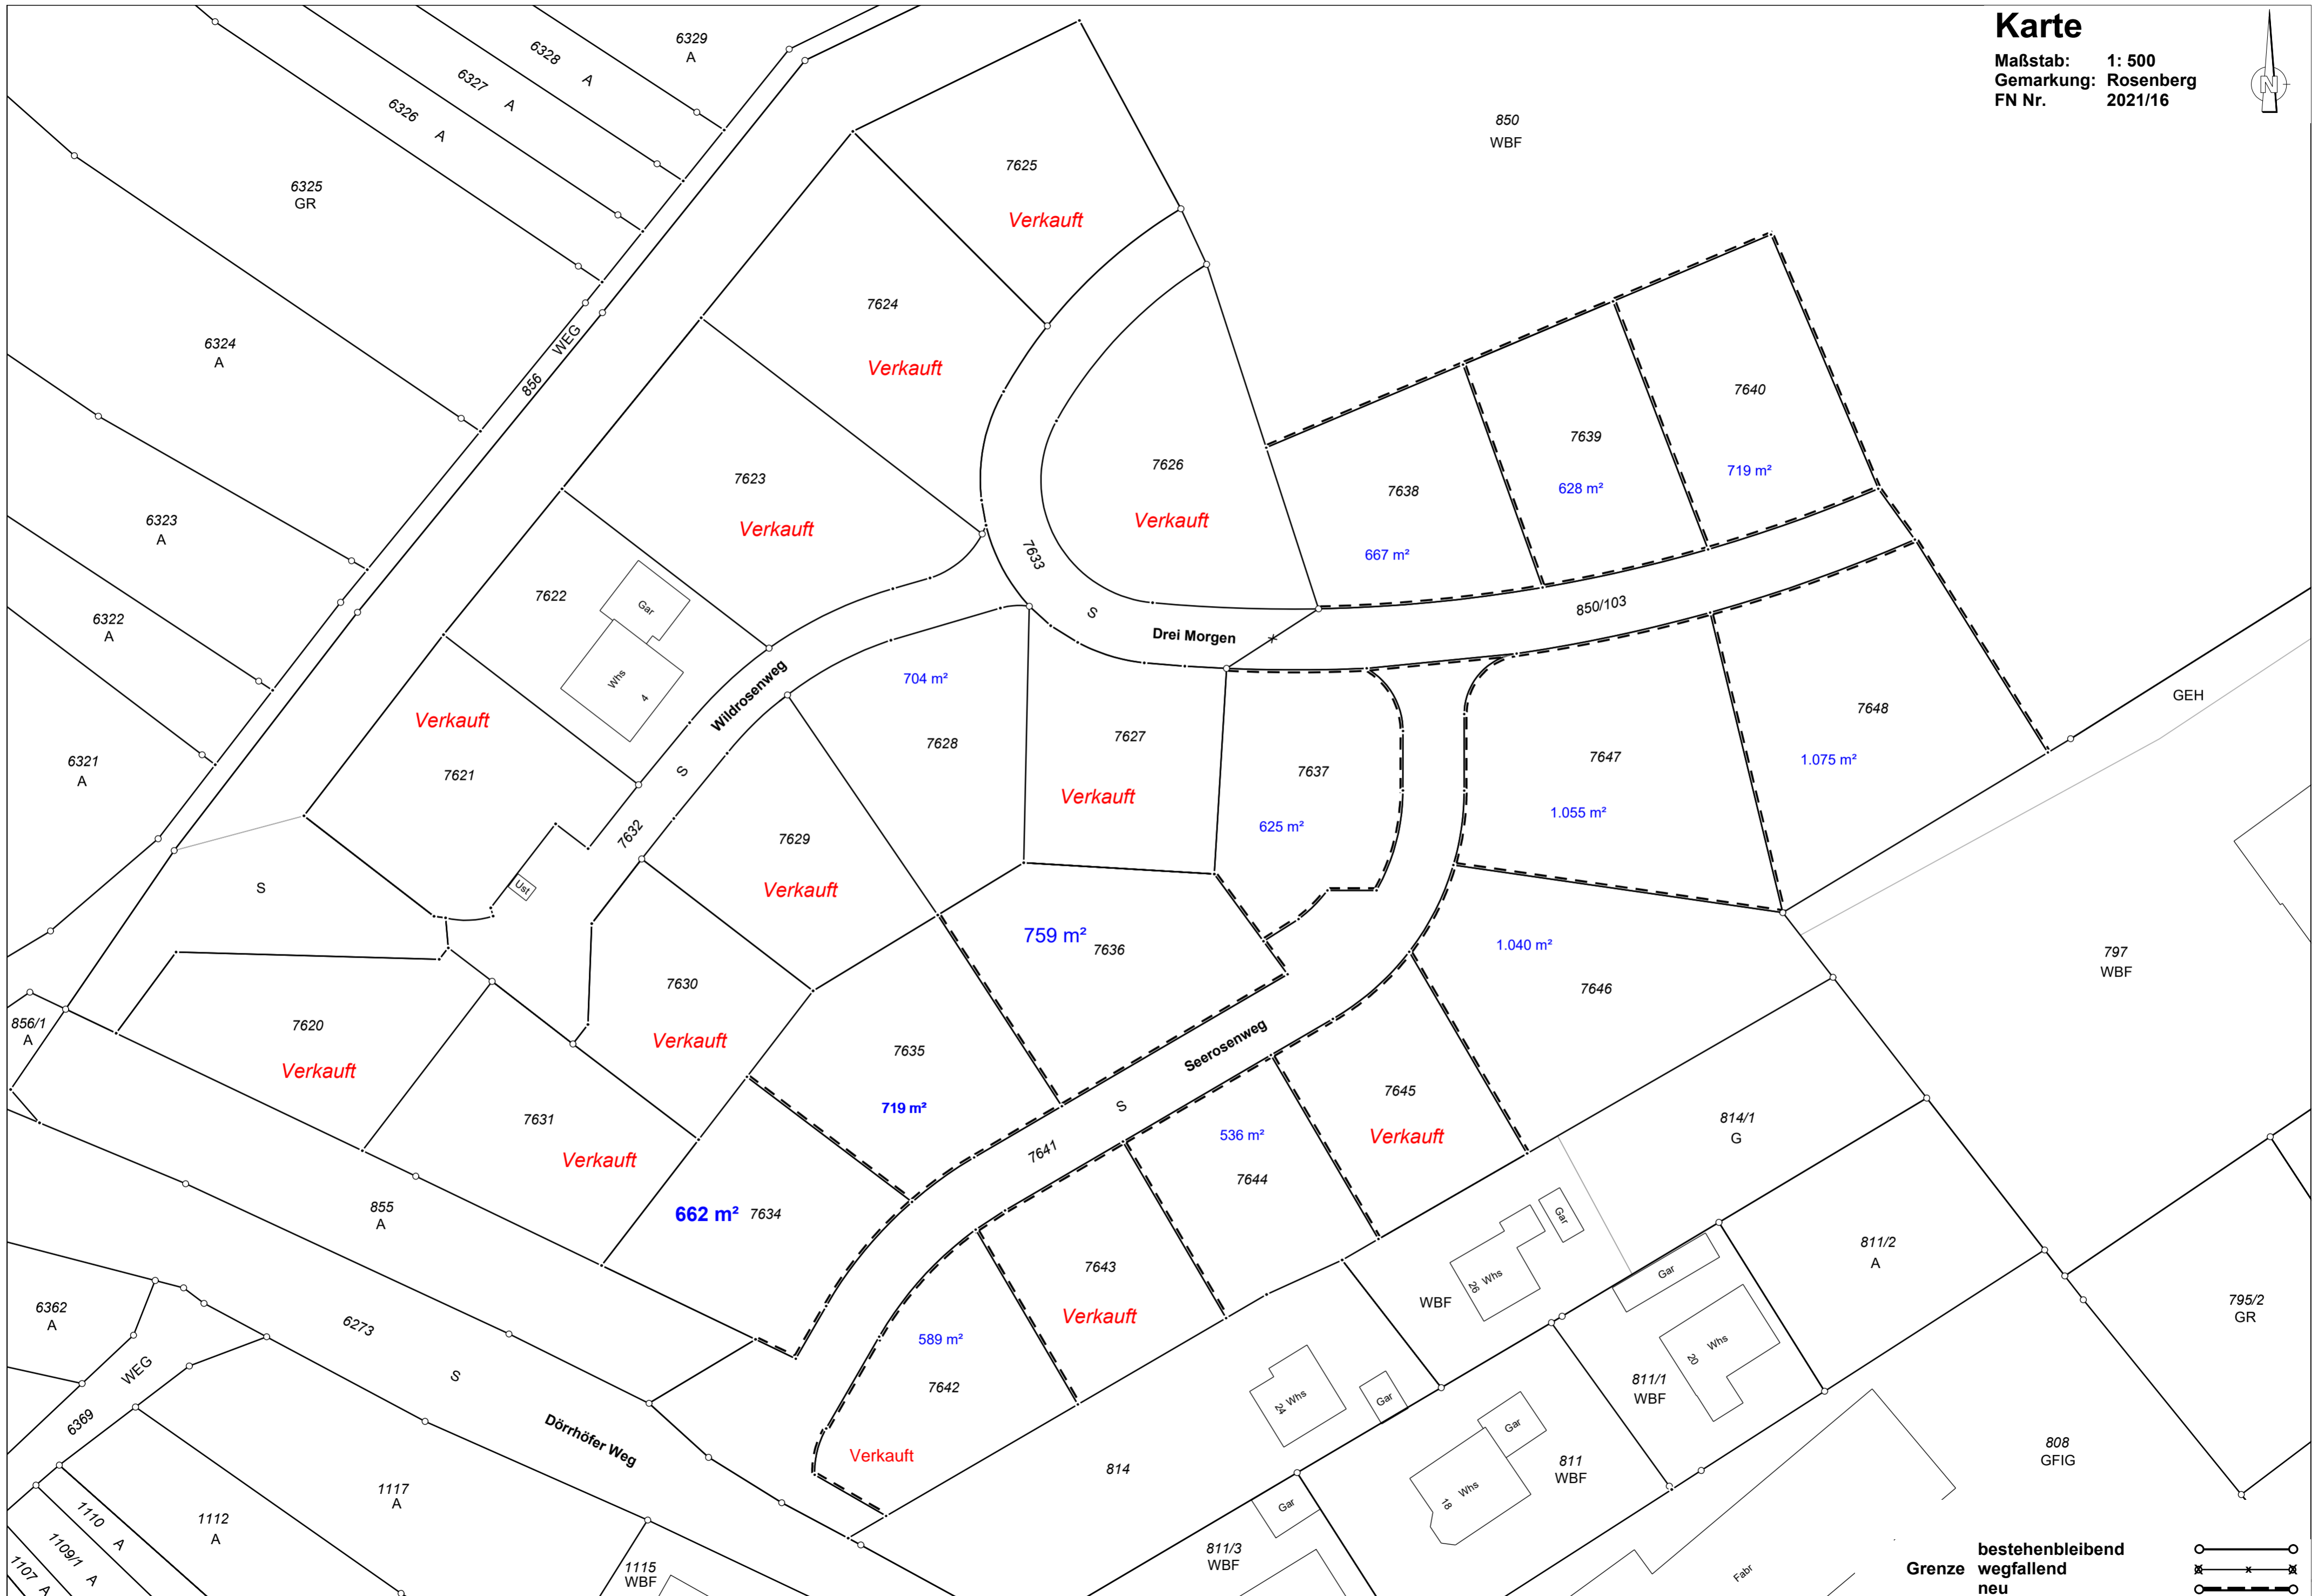 Karte
Maßstab: 1: 500
Gemarkung: Rosenberg
FN Nr. 2021/16
N
6329
A
6328 A
6327 A
6326 A
6325
GR
850
WBF
7625
Verkauft
7624
Verkauft
6324
A
WEG
856
7640
719 m²
7639
628 m²
7638
667 m²
7626
Verkauft
7623
Verkauft
6323
A
7633
S
Drei Morgen
850/103
7622
Gar
Whs
4
6322
A
Wildrosenweg
S
7632
704 m²
7628
7627
Verkauft
7637
625 m²
7647
1.055 m²
7648
1.075 m²
GEH
Verkauft
7621
6321
A
7629
Verkauft
Ust
S
759 m²
7636
1.040 m²
7646
797
WBF
7630
Verkauft
856/1
A
7620
Verkauft
7635
719 m²
Seerosenweg
S
7641
7645
Verkauft
536 m²
7644
814/1
G
7631
Verkauft
662 m² 7634
855
A
811/2
A
7643
Verkauft
WBF
Whs
26
Gar
Gar
6362
A
6273
S
WEG
6369
589 m²
7642
Verkauft
795/2
GR
Whs
20
811/1
WBF
Whs
24
Gar
Dörrhöfer Weg
814
Gar
Whs
18
811
WBF
808
GFIG
1117
A
1112
A
1110 A
1109/1 A
1107 A
1115
WBF
Gar
811/3
WBF
Fabr
bestehenbleibend
Grenze wegfallend
neu